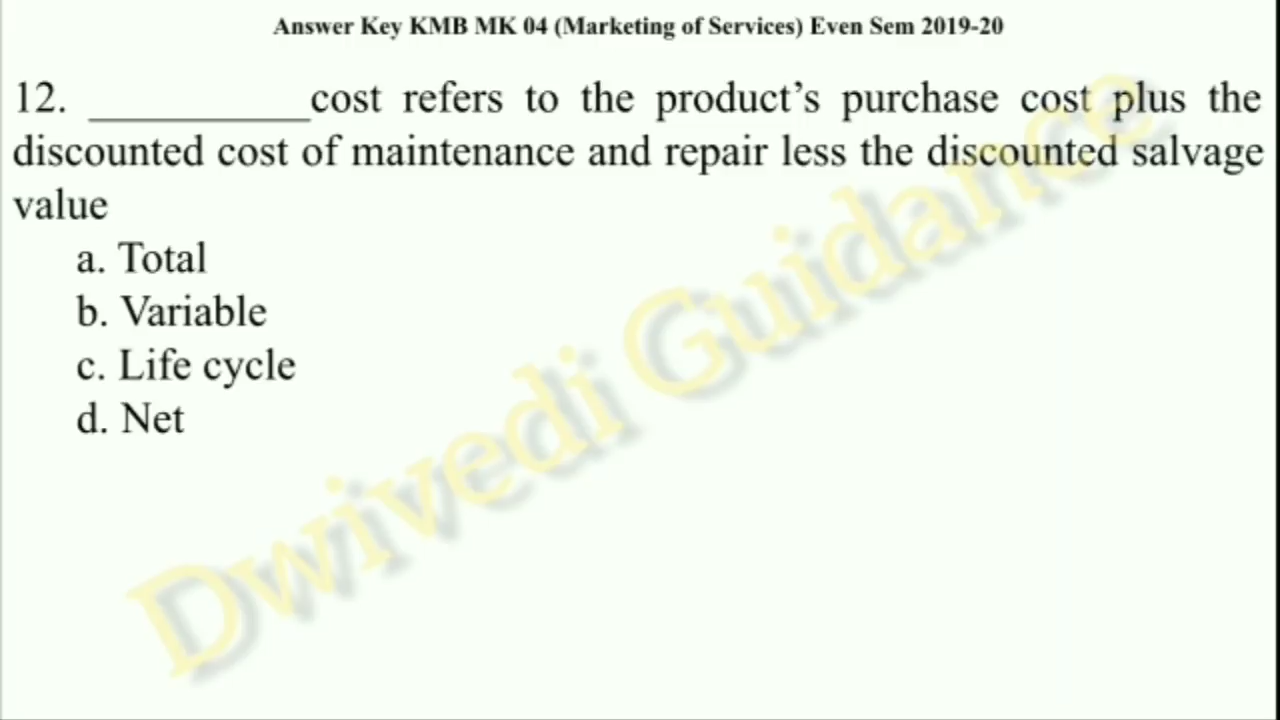 Answer Key KMB MK 04 (Marketing of Services) Even Sem 2019-20
12. __________cost refers to the product’s purchase cost plus the
discounted cost of maintenance and repair less the discounted salvage
value
a. Total
b. Variable
c. Life cycle
d. Net
Dwivedi Guidance